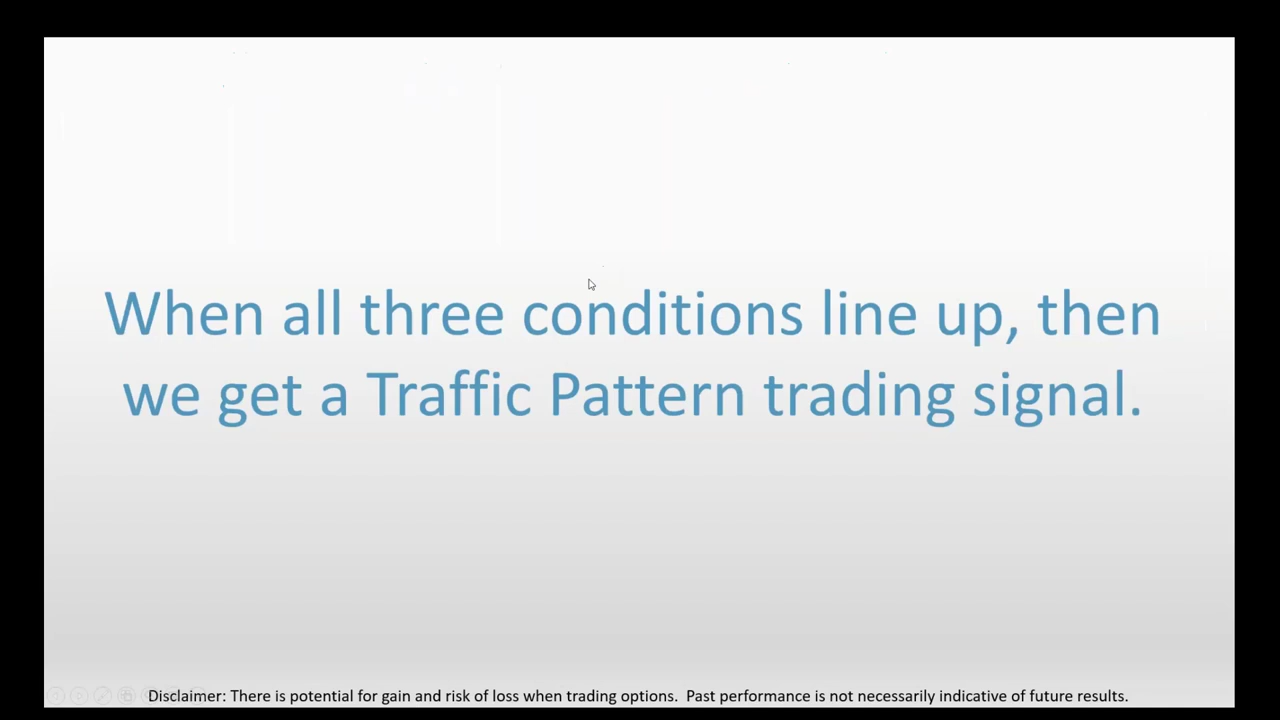 When all three conditions line up, then
we get a Traffic Pattern trading signal.
Disclaimer: There is potential for gain and risk of loss when trading options.  Past performance is not necessarily indicative of future results.